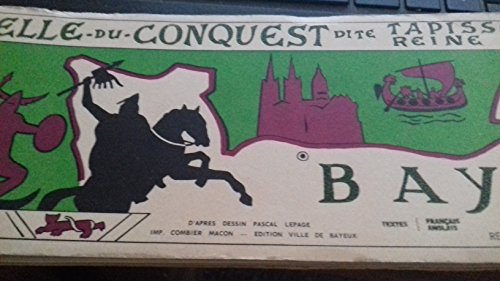 ELLE-DU-CONQUEST DITE TAPISS
REINE
BAY
D'APRES DESSIN PASCAL LEPAGE
IMP. COMBIER MACON — EDITION VILLE DE BAYEUX
TEXTES FRANÇAIS
ANGLAIS
RE